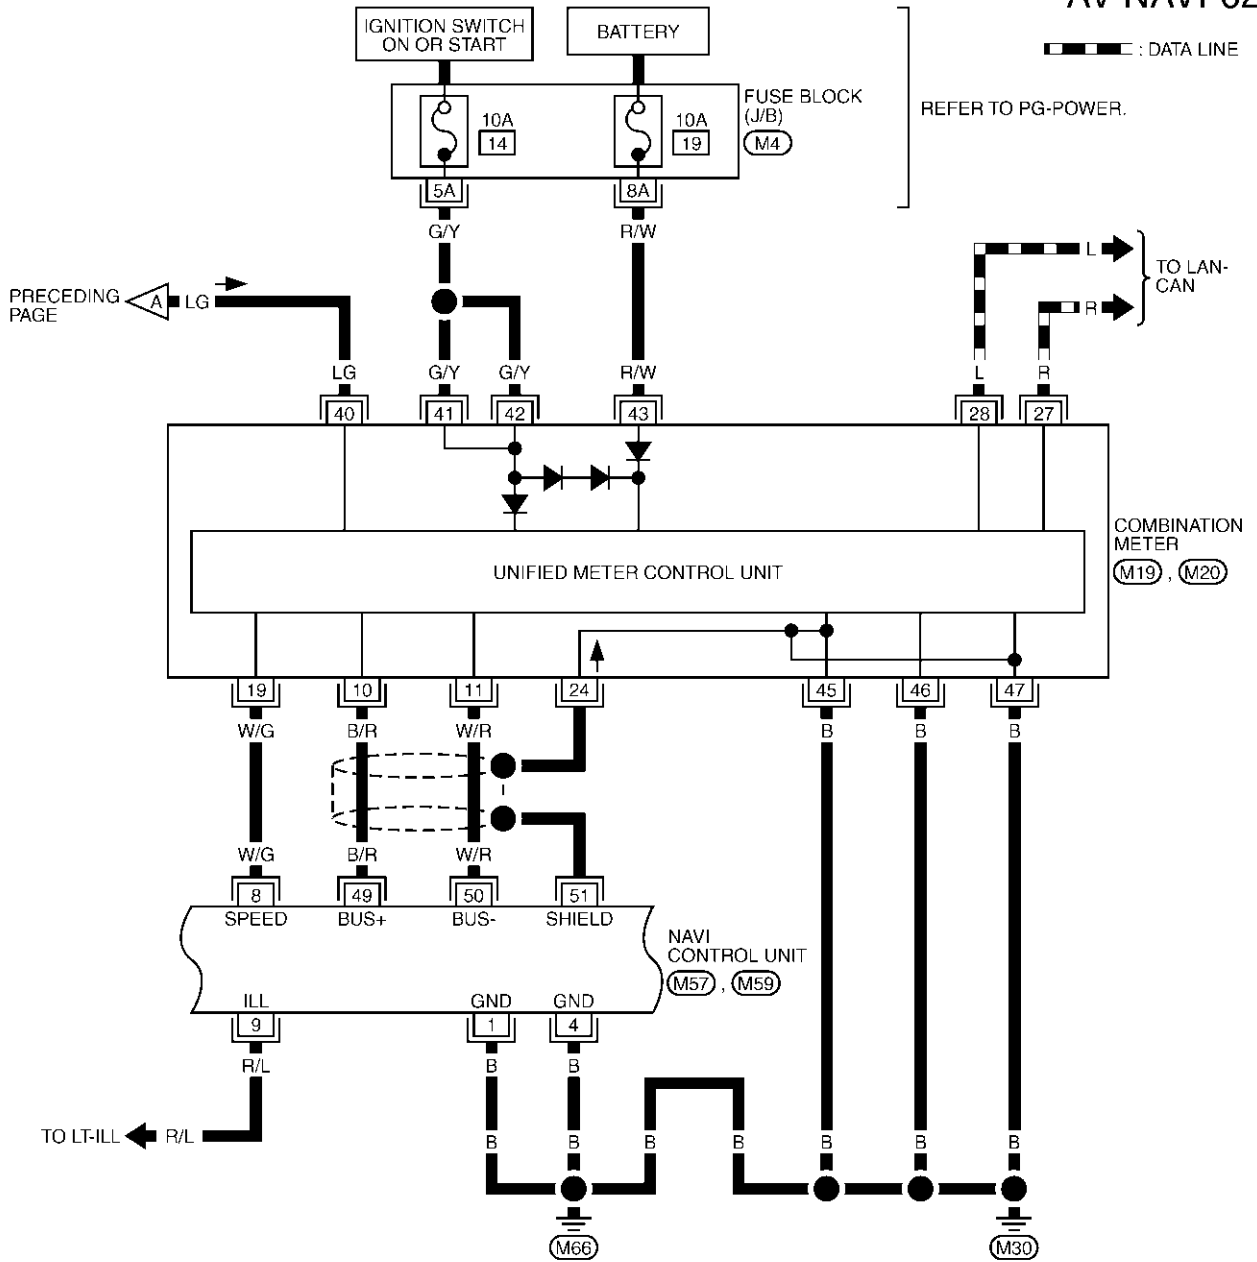 IGNITION SWITCH
ON OR START
BATTERY
: DATA LINE
FUSE BLOCK
(J/B)
M4
10A
14
10A
19
REFER TO PG-POWER.
5A
8A
G/Y
R/W
L
TO LAN-
CAN
PRECEDING
PAGE
A
LG
R
LG
G/Y
G/Y
R/W
L
R
40
41
42
43
28
27
COMBINATION
METER
M19 , M20
UNIFIED METER CONTROL UNIT
19
10
11
24
45
46
47
W/G
B/R
W/R
B
B
B
W/G
B/R
W/R
8
49
50
51
SPEED
BUS+
BUS-
SHIELD
NAVI
CONTROL UNIT
M57 , M59
ILL
GND
GND
9
1
4
R/L
B
B
TO LT-ILL
R/L
B
B
B
B
B
B
B
M66
M30